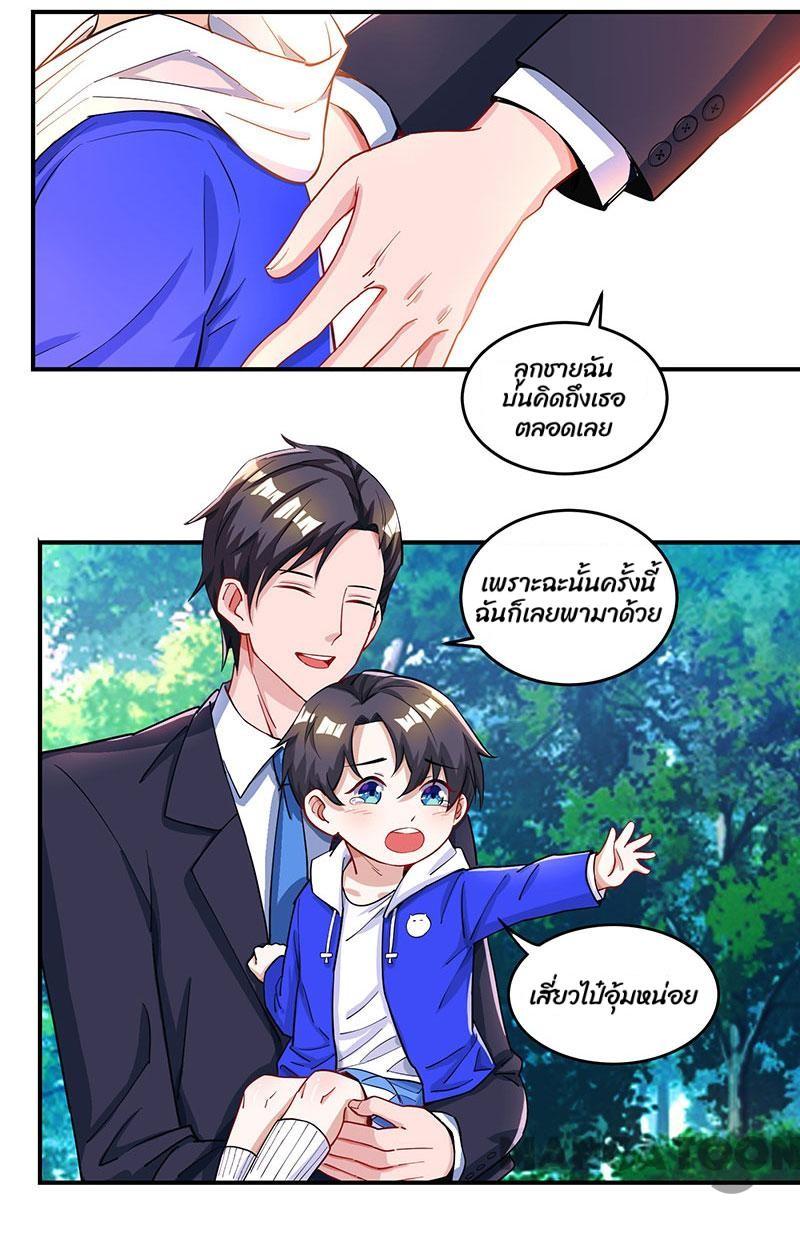 ลูกชายฉัน
บ่นคิดถึงเธอ
ตลอดเลย
เพราะฉะนั้นครั้งนี้
ฉันก็เลยพามาด้วย
เสี่ยวไป๋อุ้มหน่อย